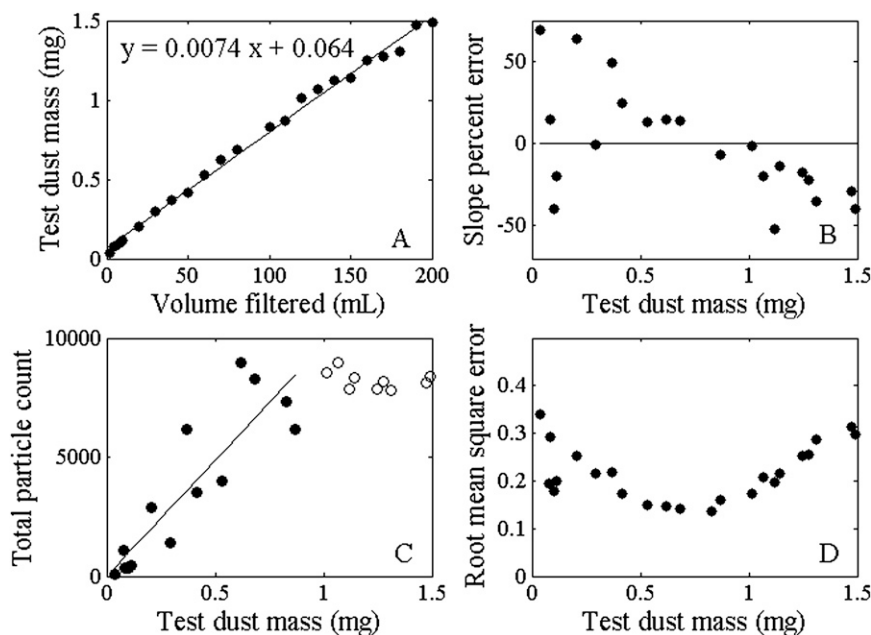 1.5
1
0.5
0
Test dust mass (mg)
y = 0.0074 x + 0.064
A
0 50 100 150 200
Volume filtered (mL)
50
0
-50
Slope percent error
B
0 0.5 1 1.5
Test dust mass (mg)
10000
5000
0
Total particle count
C
0 0.5 1 1.5
Test dust mass (mg)
0.4
0.3
0.2
0.1
0
Root mean square error
D
0 0.5 1 1.5
Test dust mass (mg)